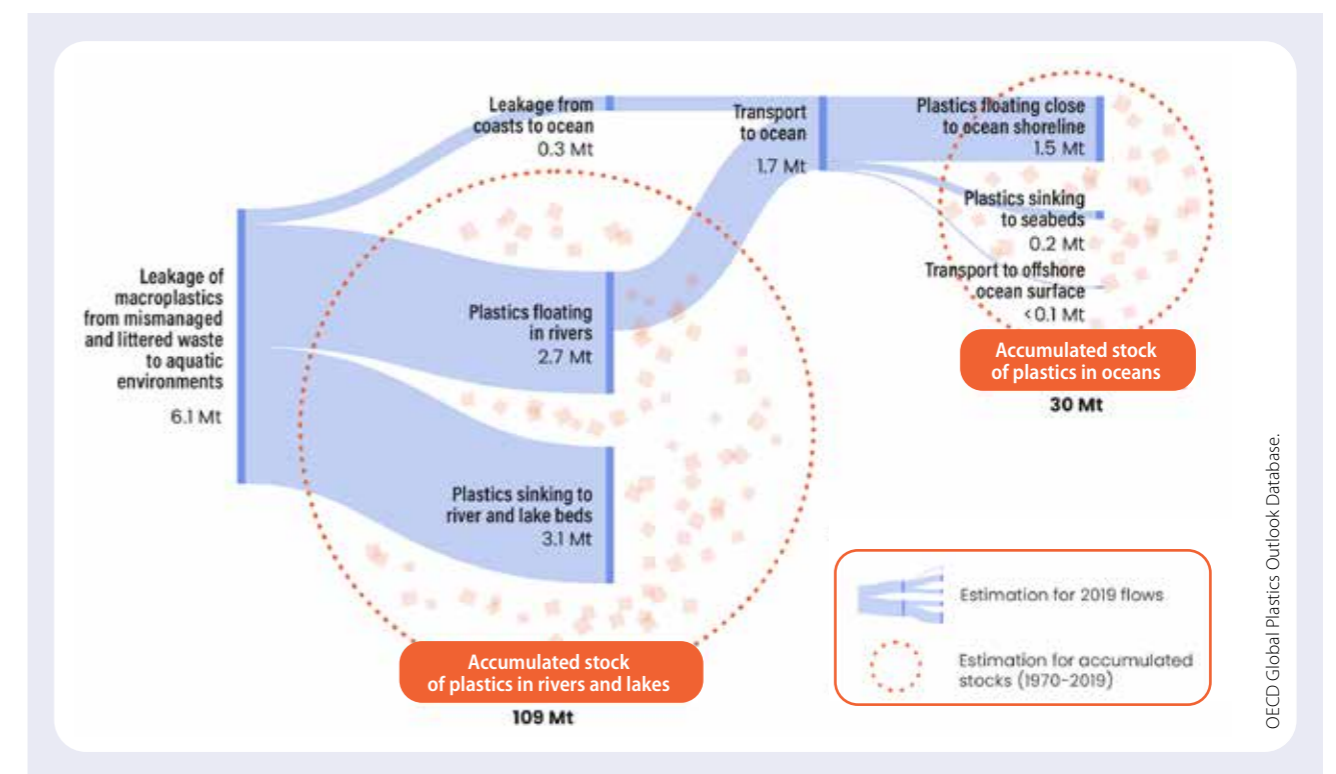 Leakage of
macroplastics
from mismanaged
and littered waste
to aquatic
environments
6.1 Mt
Leakage from
coasts to ocean
0.3 Mt
Plastics floating
in rivers
2.7 Mt
Plastics sinking to
river and lake beds
3.1 Mt
Accumulated stock
of plastics in rivers and lakes
109 Mt
Transport
to ocean
1.7 Mt
Plastics floating close
to ocean shoreline
1.5 Mt
Plastics sinking
to seabeds
0.2 Mt
Transport to offshore
ocean surface
<0.1 Mt
Accumulated stock
of plastics in oceans
30 Mt
Estimation for 2019 flows
Estimation for accumulated
stocks (1970-2019)
OECD Global Plastics Outlook Database.